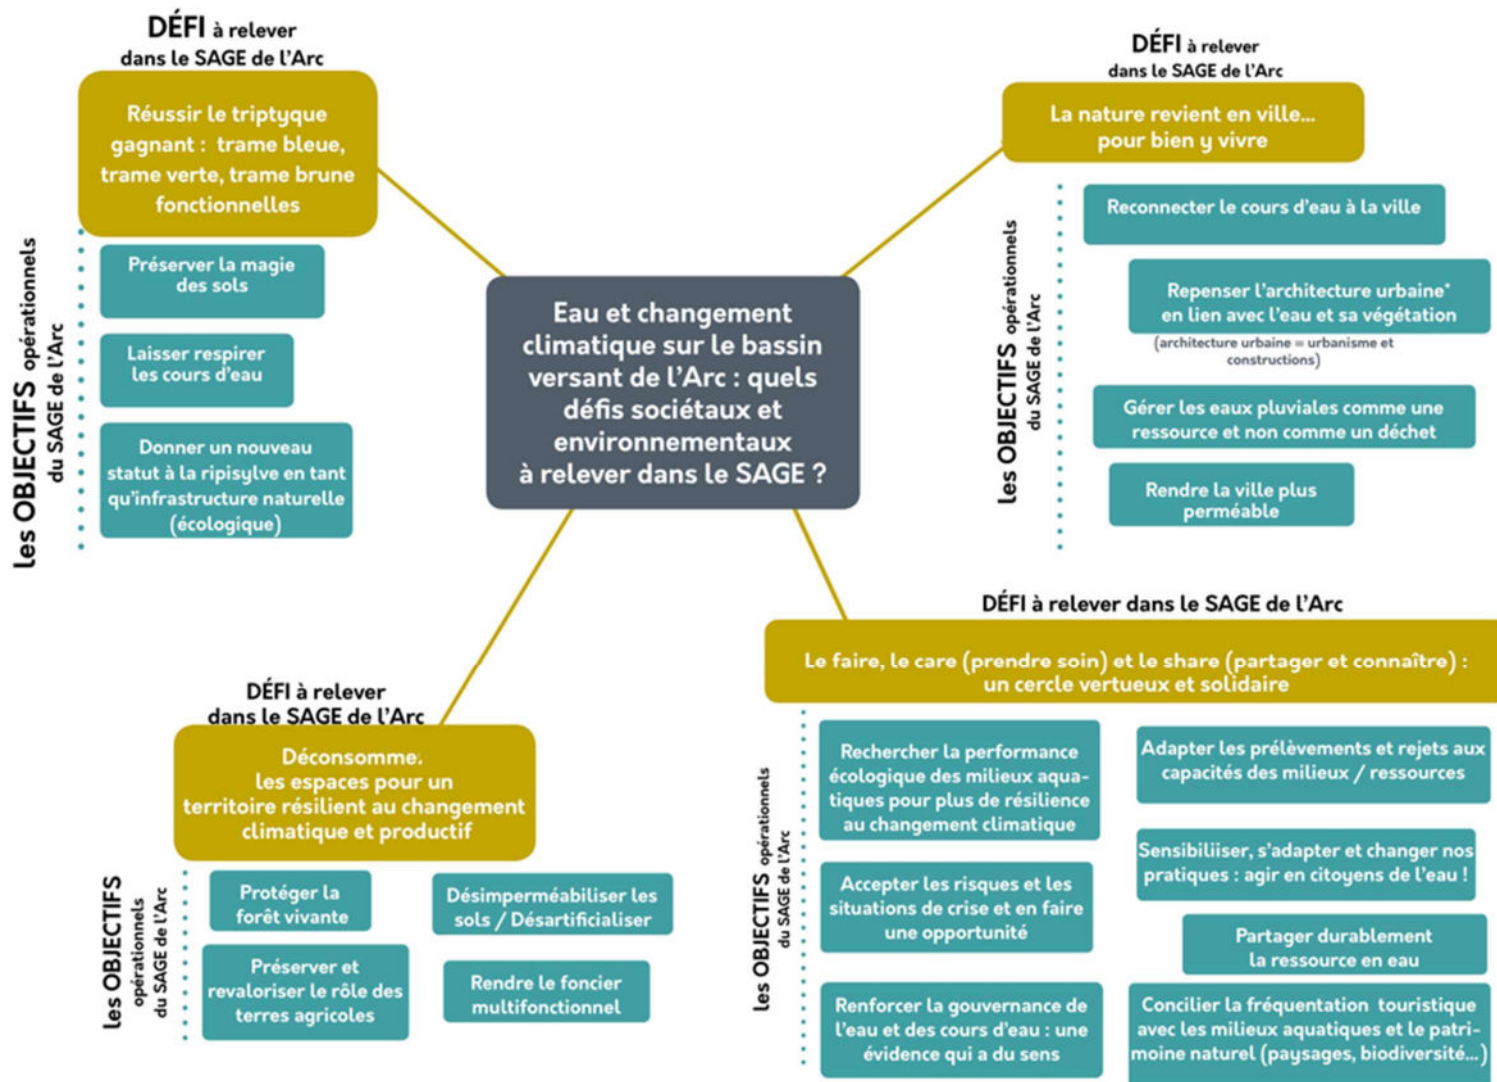 DÉFI à relever
dans le SAGE de l'Arc
Réussir le triptyque
gagnant : trame bleue,
trame verte, trame brune
fonctionnelles
les OBJECTIFS opérationnels
du SAGE de l'Arc
Préserver la magie
des sols
Laisser respirer
les cours d'eau
Donner un nouveau
statut à la ripisylve en tant
qu'infrastructure naturelle
(écologique)
DÉFI à relever
dans le SAGE de l'Arc
La nature revient en ville...
pour bien y vivre
les OBJECTIFS opérationnels
du SAGE de l'Arc
Reconnecter le cours d'eau à la ville
Repenser l'architecture urbaine*
en lien avec l'eau et sa végétation
(architecture urbaine = urbanisme et
constructions)
Gérer les eaux pluviales comme une
ressource et non comme un déchet
Rendre la ville plus
perméable
Eau et changement
climatique sur le bassin
versant de l'Arc : quels
défis sociétaux et
environnementaux
à relever dans le SAGE ?
DÉFI à relever
dans le SAGE de l'Arc
Déconsomme.
les espaces pour un
territoire résilient au changement
climatique et productif
les OBJECTIFS
opérationnels
du SAGE de l'Arc
Protéger la
forêt vivante
Préserver et
revaloriser le rôle des
terres agricoles
Désimperméabiliser les
sols / Désartificialiser
Rendre le foncier
multifonctionnel
DÉFI à relever dans le SAGE de l'Arc
Le faire, le care (prendre soin) et le share (partager et connaître) :
un cercle vertueux et solidaire
les OBJECTIFS opérationnels
du SAGE de l'Arc
Rechercher la performance
écologique des milieux aqua-
tiques pour plus de résilience
au changement climatique
Accepter les risques et les
situations de crise et en faire
une opportunité
Renforcer la gouvernance de
l'eau et des cours d'eau : une
évidence qui a du sens
Adapter les prélèvements et rejets aux
capacités des milieux / ressources
Sensibiliiser, s'adapter et changer nos
pratiques : agir en citoyens de l'eau !
Partager durablement
la ressource en eau
Concilier la fréquentation touristique
avec les milieux aquatiques et le patri-
moine naturel (paysages, biodiversité...)